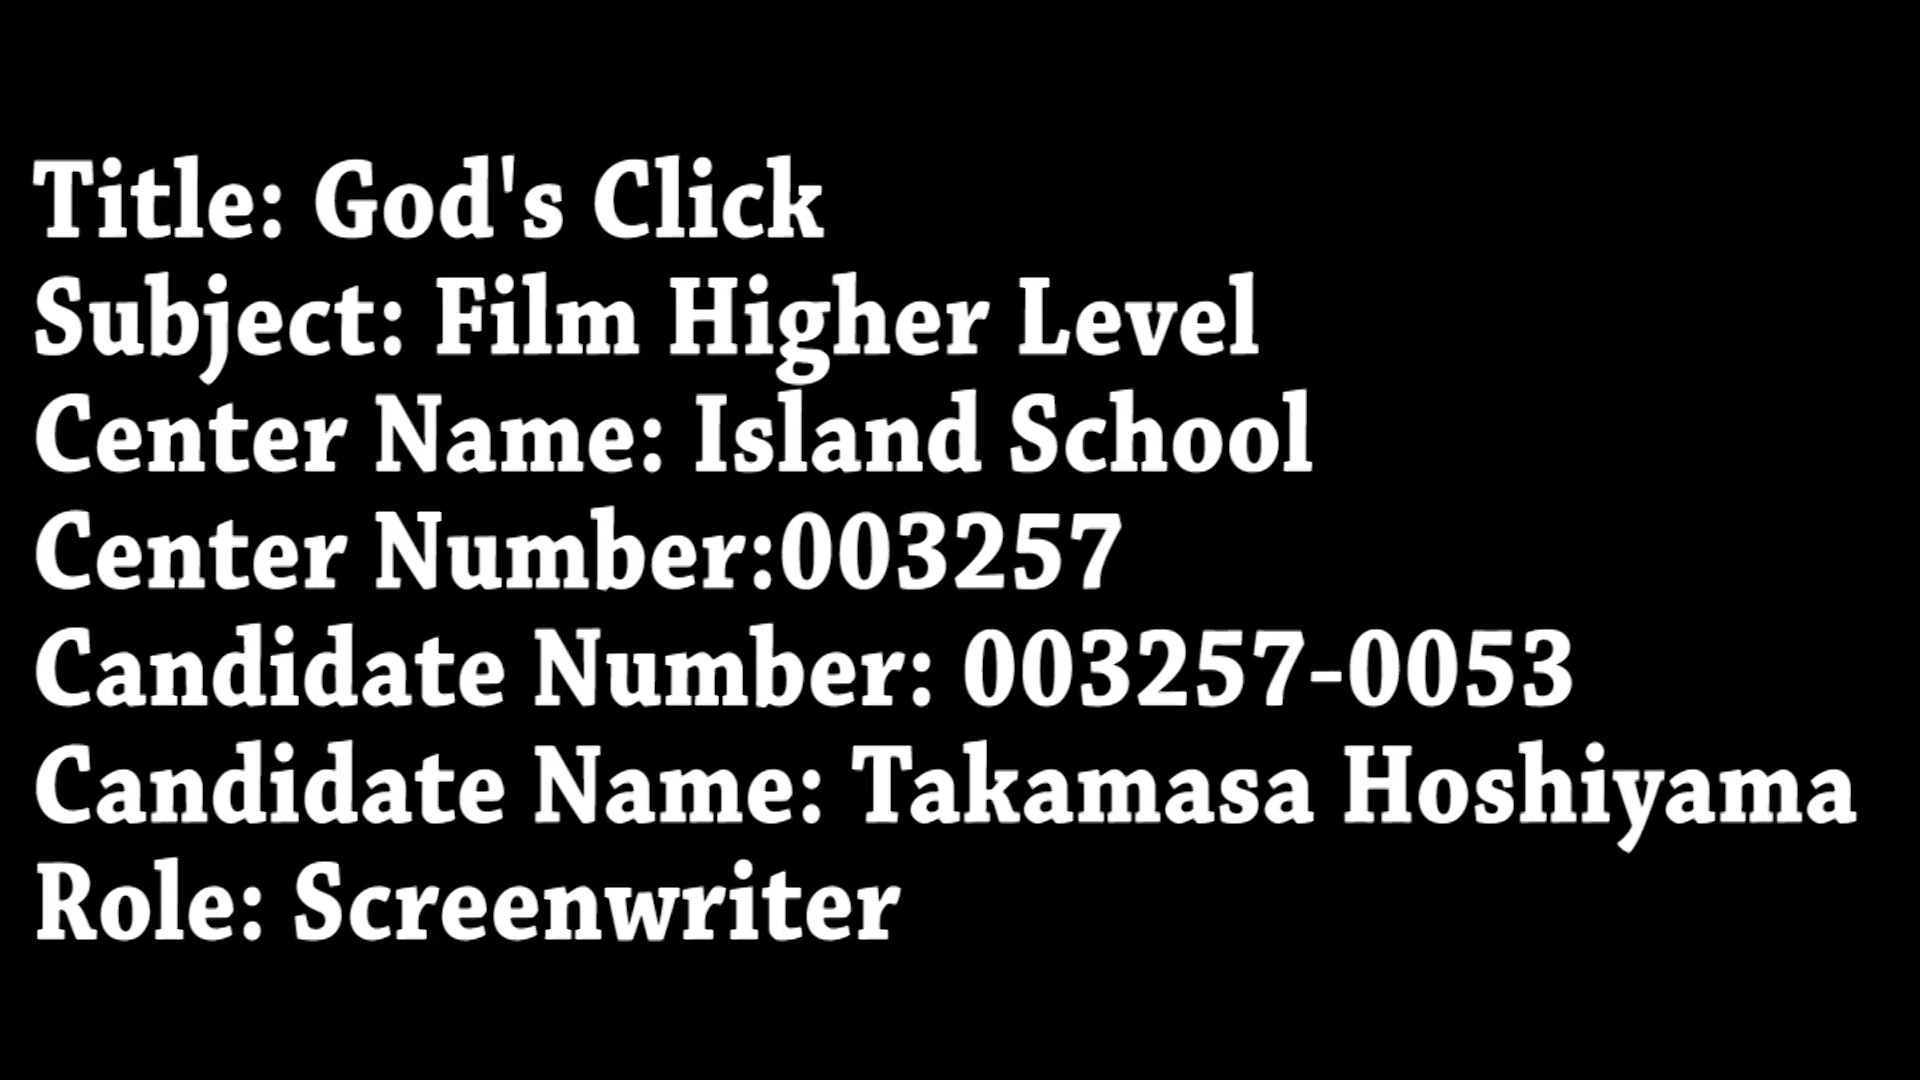 Title: God's Click
Subject: Film Higher Level
Center Name: Island School
Center Number:003257
Candidate Number: 003257-0053
Candidate Name: Takamasa Hoshiyama
Role: Screenwriter